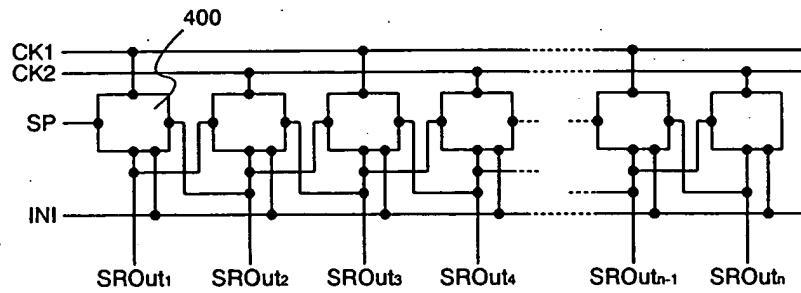 400
CK1
CK2
SP
INI
SROut1 SROut2 SROut3 SROut4 SROutn-1 SROutn